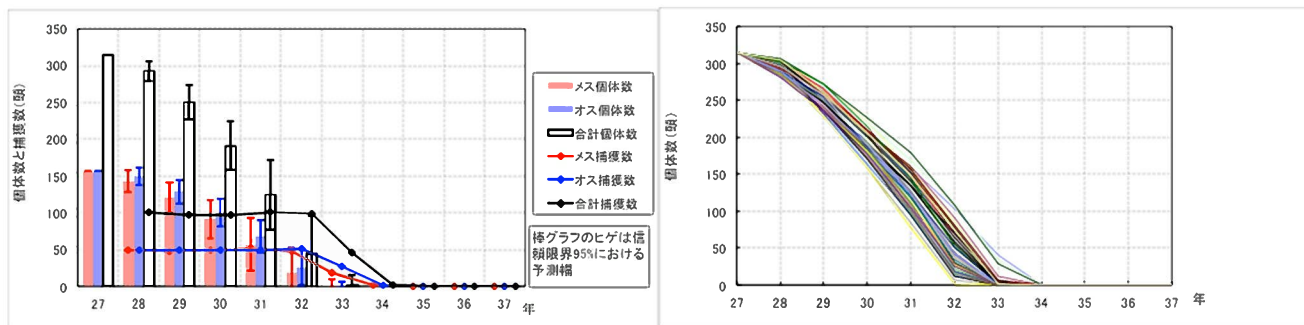 350
300
250
200
150
100
50
0
個体数と捕獲数(頭)
27 28 29 30 31 32 33 34 35 36 37 年
メス個体数
オス個体数
合計個体数
メス捕獲数
オス捕獲数
合計捕獲数
棒グラフのヒゲは信
頼限界95%における
予測幅
350
300
250
200
150
100
50
0
個体数(頭)
27 28 29 30 31 32 33 34 35 36 37 年